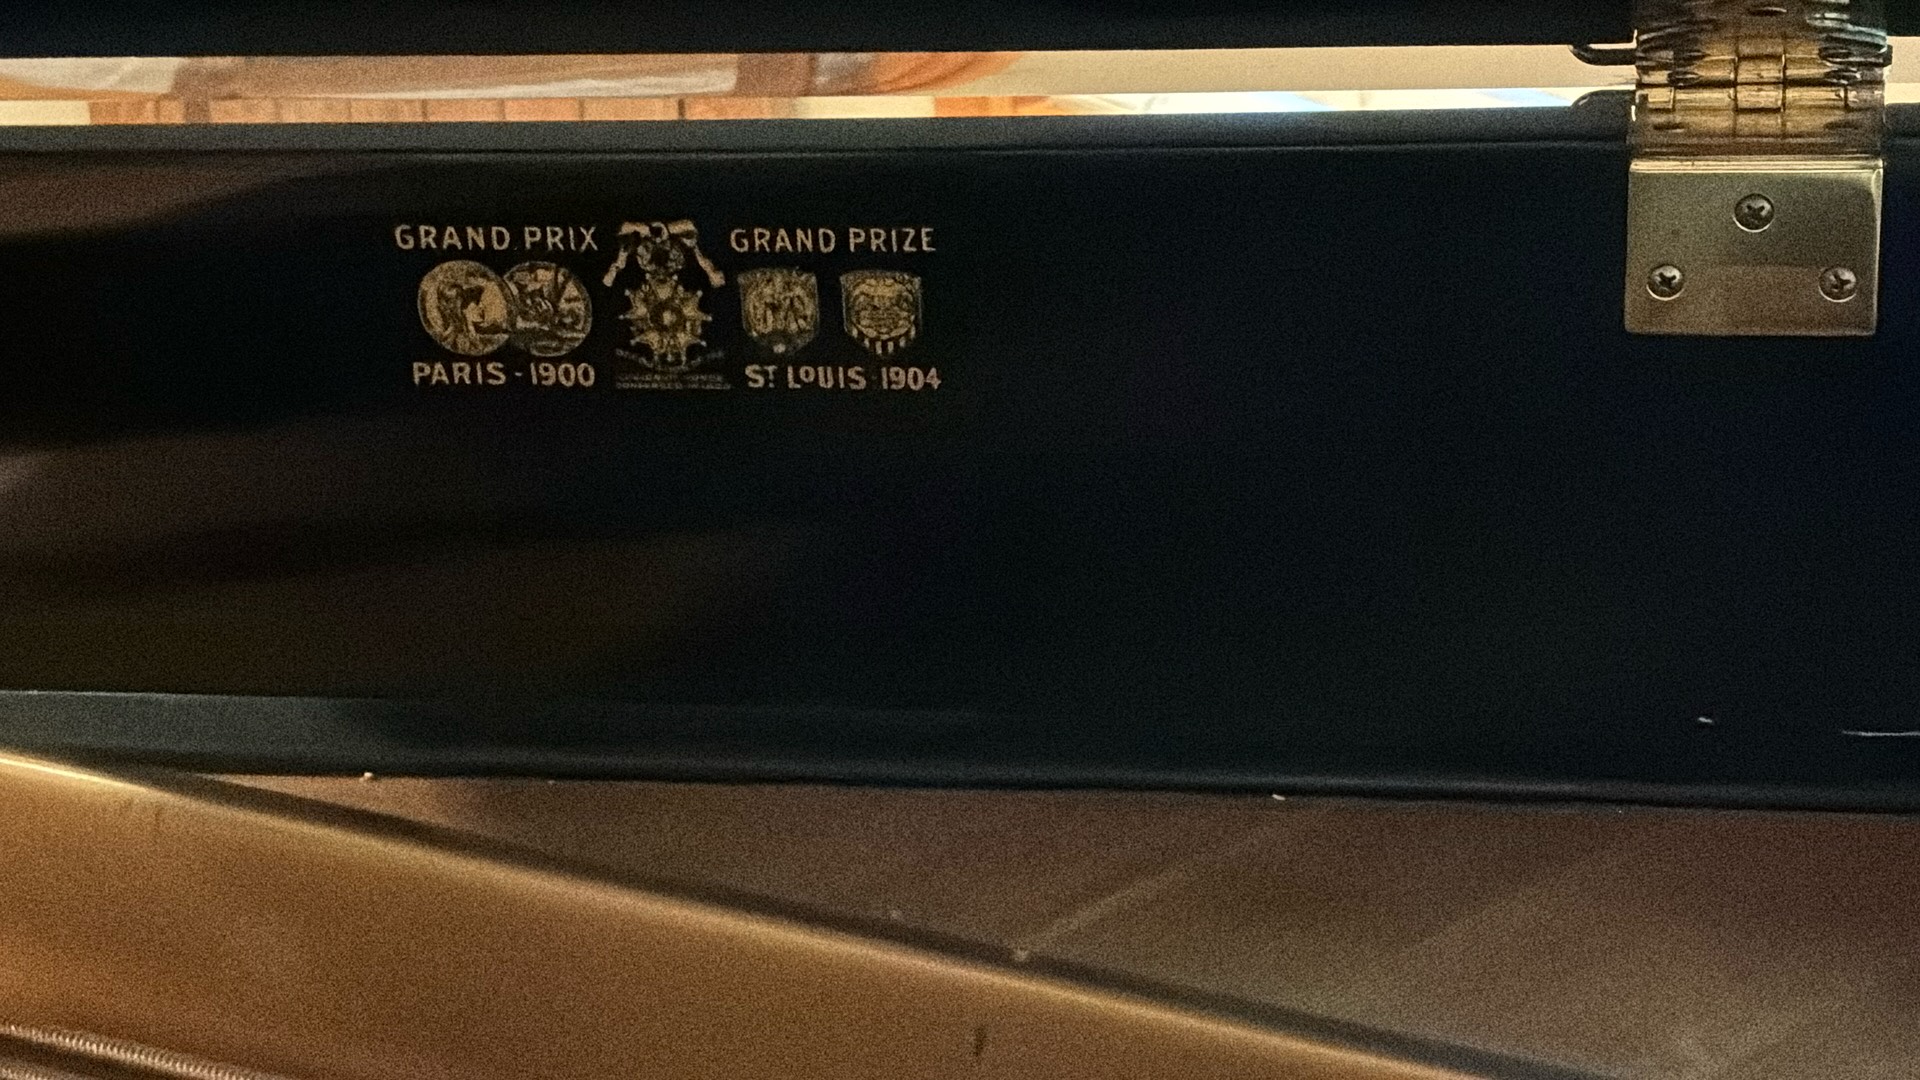 GRAND PRIX GRAND PRIZE
PARIS - 1900 ST LOUIS 1904